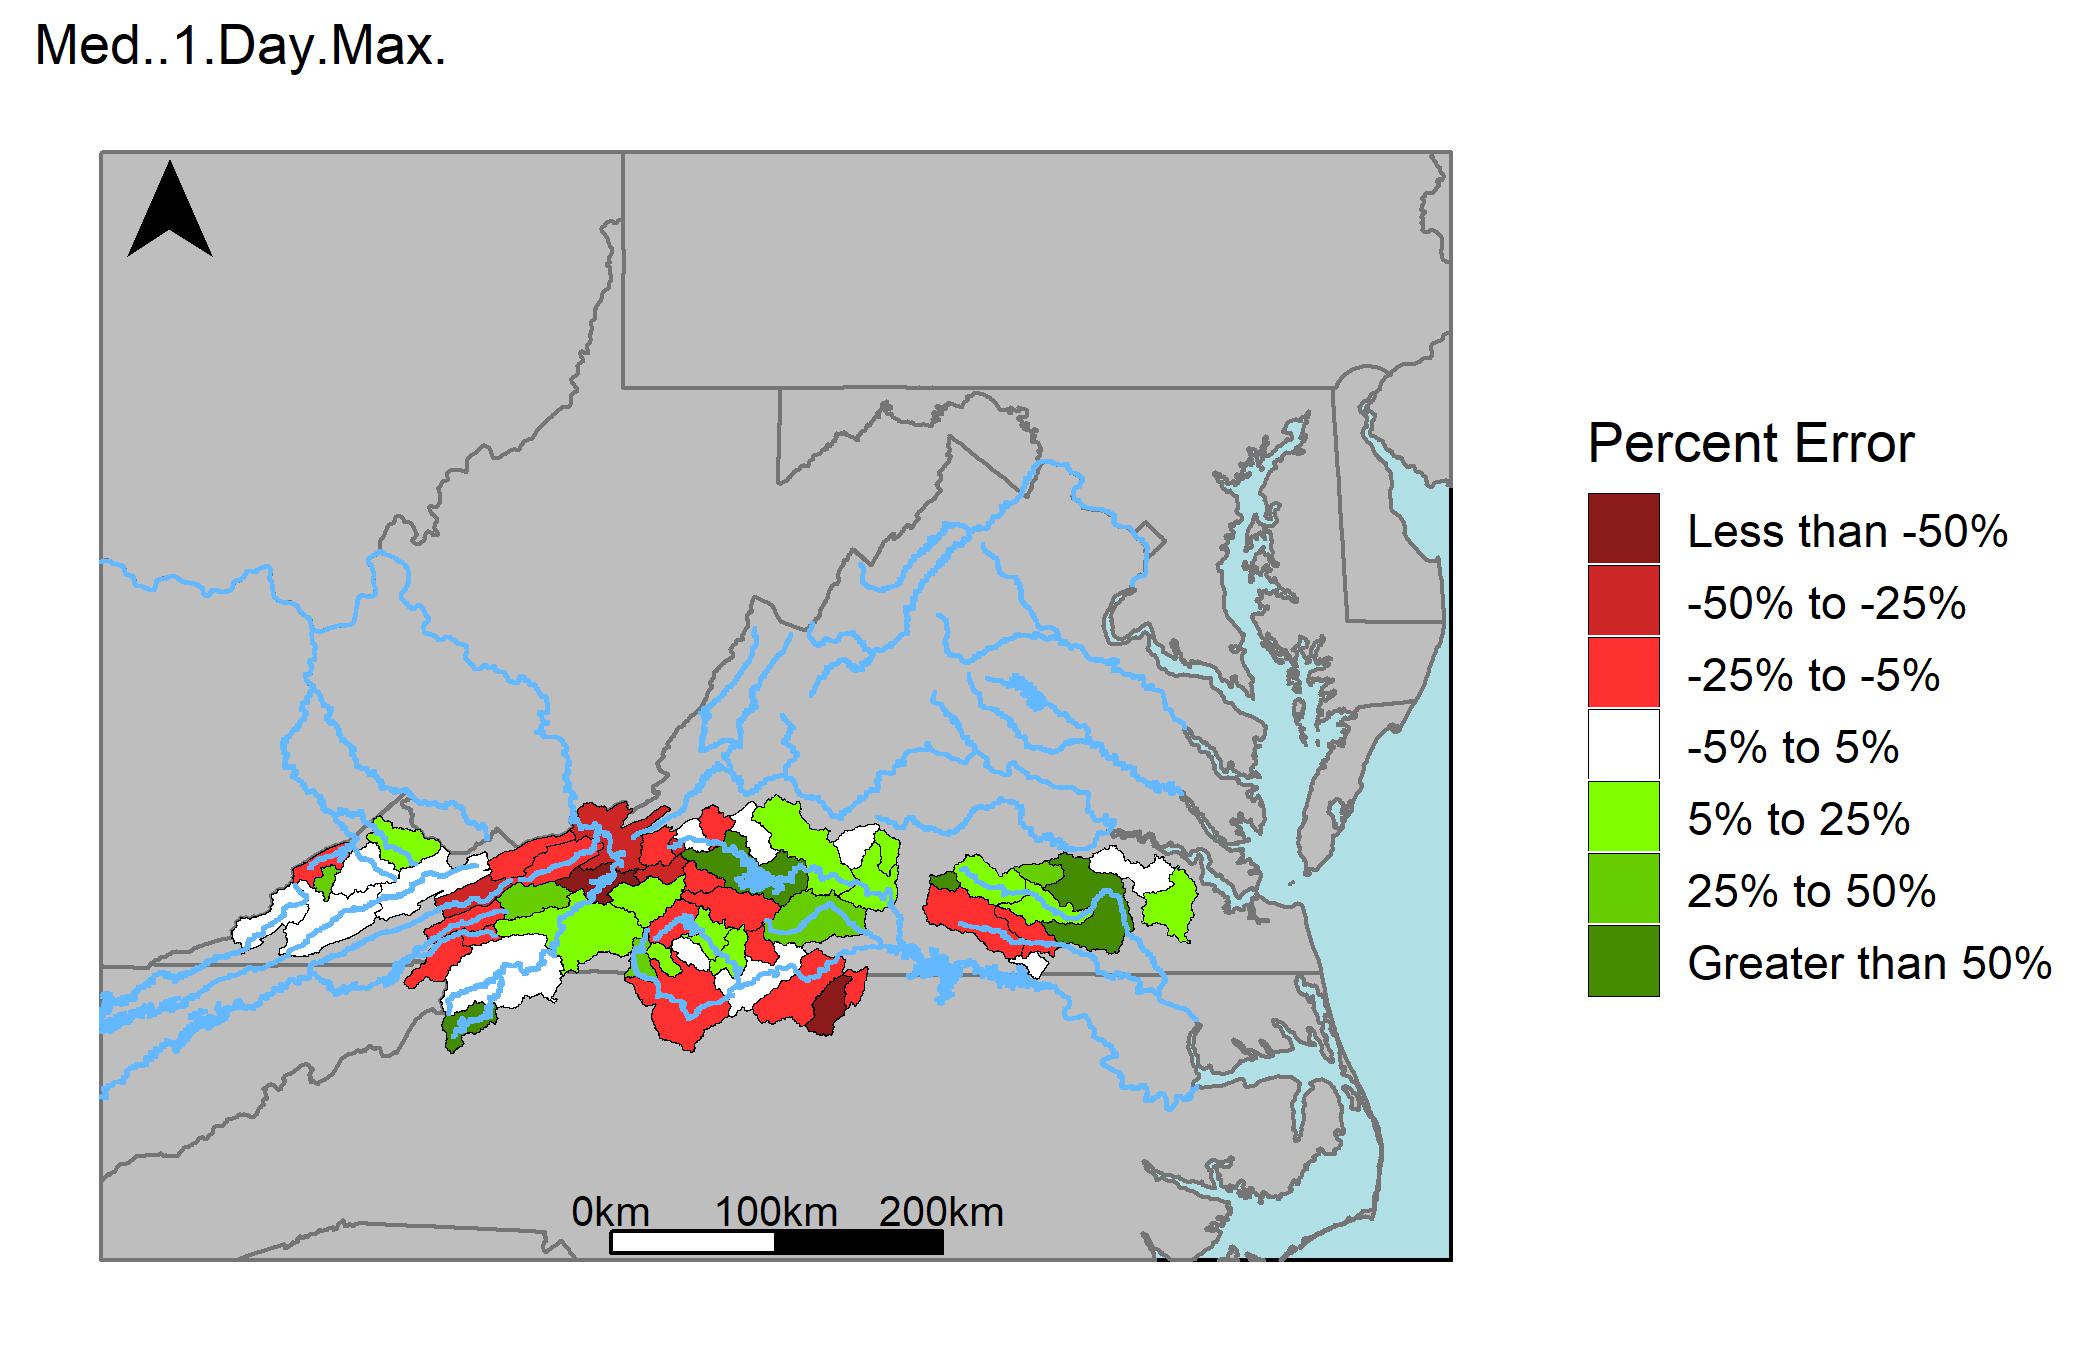 Med..1.Day.Max.
Percent Error
Less than -50%
-50% to -25%
-25% to -5%
-5% to 5%
5% to 25%
25% to 50%
Greater than 50%
0km 100km 200km